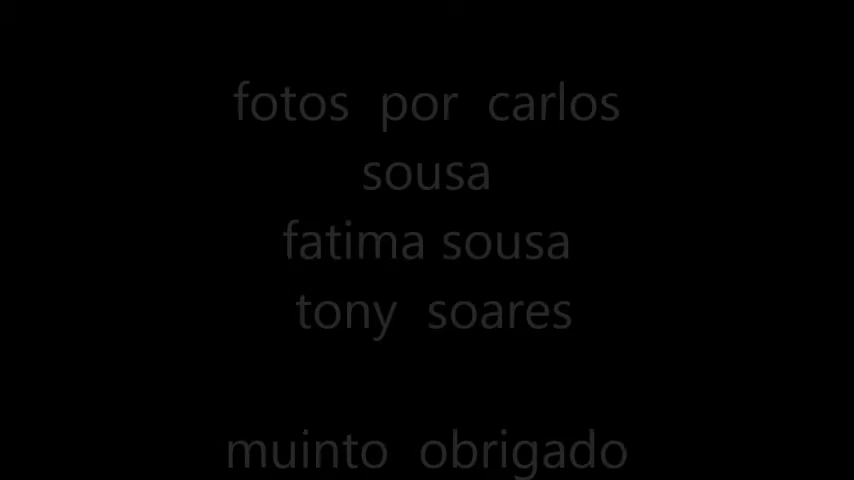 fotos por carlos
sousa
fatima sousa
tony soares
muinto obrigado